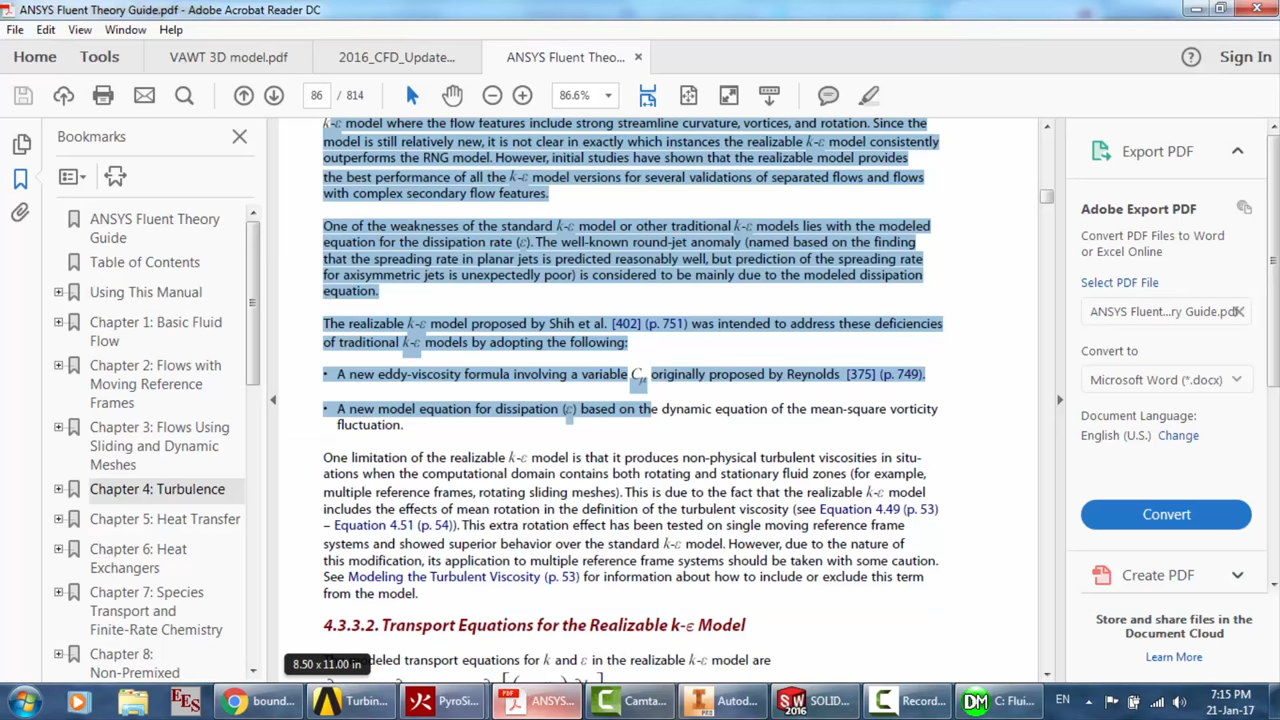 ANSYS Fluent Theory Guide.pdf - Adobe Acrobat Reader DC
File Edit View Window Help
Home Tools VAWT 3D model.pdf 2016_CFD_Update... ANSYS Fluent Theo... × Sign In
86 / 814 86.6%
Bookmarks
ANSYS Fluent Theory
Guide
Table of Contents
Using This Manual
Chapter 1: Basic Fluid
Flow
Chapter 2: Flows with
Moving Reference
Frames
Chapter 3: Flows Using
Sliding and Dynamic
Meshes
Chapter 4: Turbulence
Chapter 5: Heat Transfer
Chapter 6: Heat
Exchangers
Chapter 7: Species
Transport and
Finite-Rate Chemistry
Chapter 8:
Non-Premixed
k-ε model where the flow features include strong streamline curvature, vortices, and rotation. Since the
model is still relatively new, it is not clear in exactly which instances the realizable k-ε model consistently
outperforms the RNG model. However, initial studies have shown that the realizable model provides
the best performance of all the k-ε model versions for several validations of separated flows and flows
with complex secondary flow features.
One of the weaknesses of the standard k-ε model or other traditional k-ε models lies with the modeled
equation for the dissipation rate (ε). The well-known round-jet anomaly (named based on the finding
that the spreading rate in planar jets is predicted reasonably well, but prediction of the spreading rate
for axisymmetric jets is unexpectedly poor) is considered to be mainly due to the modeled dissipation
equation.
The realizable k-ε model proposed by Shih et al. [402] (p. 751) was intended to address these deficiencies
of traditional k-ε models by adopting the following:
• A new eddy-viscosity formula involving a variable Cμ originally proposed by Reynolds [375] (p. 749).
• A new model equation for dissipation (ε) based on the dynamic equation of the mean-square vorticity
fluctuation.
One limitation of the realizable k-ε model is that it produces non-physical turbulent viscosities in situ-
ations when the computational domain contains both rotating and stationary fluid zones (for example,
multiple reference frames, rotating sliding meshes). This is due to the fact that the realizable k-ε model
includes the effects of mean rotation in the definition of the turbulent viscosity (see Equation 4.49 (p. 53)
– Equation 4.51 (p. 54)). This extra rotation effect has been tested on single moving reference frame
systems and showed superior behavior over the standard k-ε model. However, due to the nature of
this modification, its application to multiple reference frame systems should be taken with some caution.
See Modeling the Turbulent Viscosity (p. 53) for information about how to include or exclude this term
from the model.
4.3.3.2. Transport Equations for the Realizable k-ε Model
modeled transport equations for k and ε in the realizable k-ε model are
8.50 x 11.00 in
Export PDF
Adobe Export PDF
Convert PDF Files to Word
or Excel Online
Select PDF File
ANSYS Fluent...ry Guide.pdf
Convert to
Microsoft Word (*.docx)
Document Language:
English (U.S.) Change
Convert
Create PDF
Store and share files in the
Document Cloud
Learn More
EES bound... Turbin... PyroSi... ANSYS... Camta... Autod... SOLID... Record... C: Flui... EN 7:15 PM
21-Jan-17